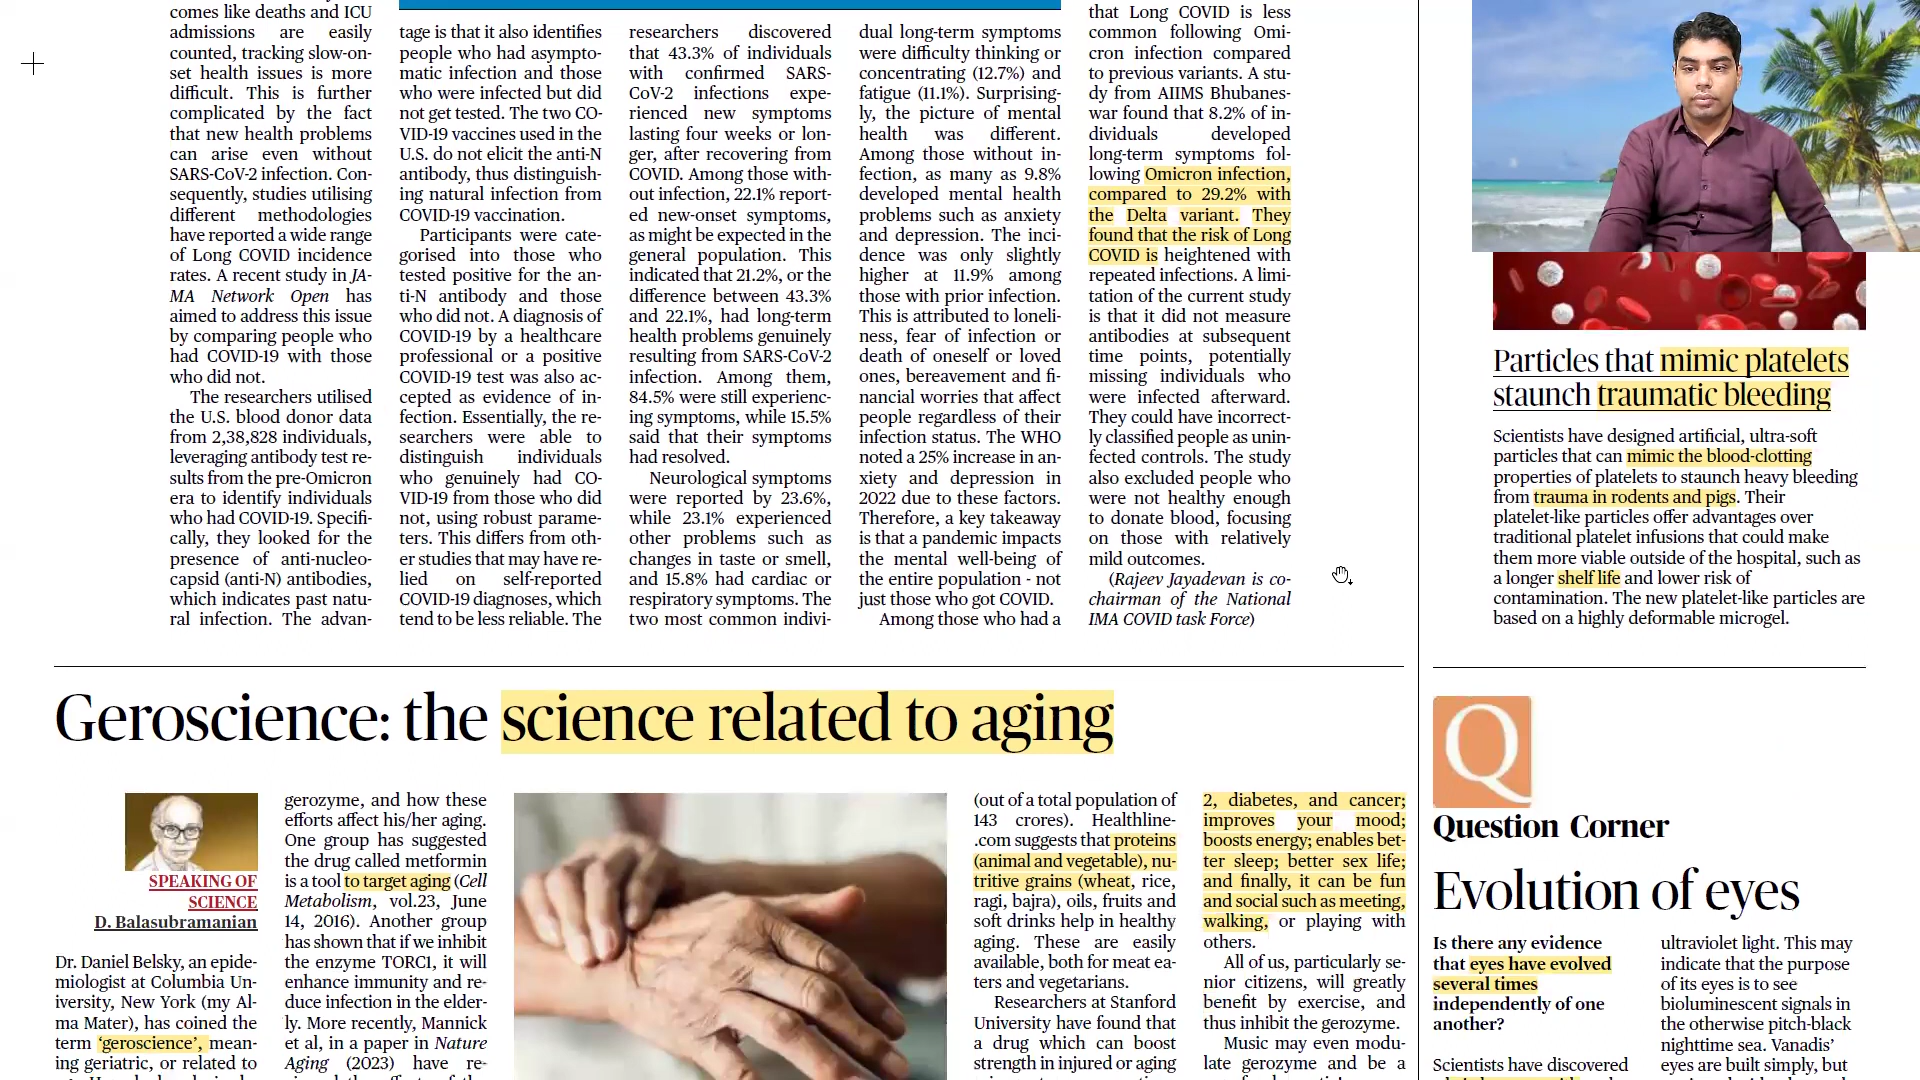 comes like deaths and ICU
admissions are easily
counted, tracking slow-on-
set health issues is more
difficult. This is further
complicated by the fact
that new health problems
can arise even without
SARS-CoV-2 infection. Con-
sequently, studies utilising
different methodologies
have reported a wide range
of Long COVID incidence
rates. A recent study in JA-
MA Network Open has
aimed to address this issue
by comparing people who
had COVID-19 with those
who did not.
The researchers utilised
the U.S. blood donor data
from 2,38,828 individuals,
leveraging antibody test re-
sults from the pre-Omicron
era to identify individuals
who had COVID-19. Specifi-
cally, they looked for the
presence of anti-nucleo-
capsid (anti-N) antibodies,
which indicates past natu-
ral infection. The advan-
tage is that it also identifies
people who had asympto-
matic infection and those
who were infected but did
not get tested. The two CO-
VID-19 vaccines used in the
U.S. do not elicit the anti-N
antibody, thus distinguish-
ing natural infection from
COVID-19 vaccination.
Participants were cate-
gorised into those who
tested positive for the an-
ti-N antibody and those
who did not. A diagnosis of
COVID-19 by a healthcare
professional or a positive
COVID-19 test was also ac-
cepted as evidence of in-
fection. Essentially, the re-
searchers were able to
distinguish individuals
who genuinely had CO-
VID-19 from those who did
not, using robust parame-
ters. This differs from oth-
er studies that may have re-
lied on self-reported
COVID-19 diagnoses, which
tend to be less reliable. The
researchers discovered
that 43.3% of individuals
with confirmed SARS-
CoV-2 infections expe-
rienced new symptoms
lasting four weeks or lon-
ger, after recovering from
COVID. Among those with-
out infection, 22.1% report-
ed new-onset symptoms,
as might be expected in the
general population. This
indicated that 21.2%, or the
difference between 43.3%
and 22.1%, had long-term
health problems genuinely
resulting from SARS-CoV-2
infection. Among them,
84.5% were still experienc-
ing symptoms, while 15.5%
said that their symptoms
had resolved.
Neurological symptoms
were reported by 23.6%,
while 23.1% experienced
other problems such as
changes in taste or smell,
and 15.8% had cardiac or
respiratory symptoms. The
two most common indivi-
dual long-term symptoms
were difficulty thinking or
concentrating (12.7%) and
fatigue (11.1%). Surprising-
ly, the picture of mental
health was different.
Among those without in-
fection, as many as 9.8%
developed mental health
problems such as anxiety
and depression. The inci-
dence was only slightly
higher at 11.9% among
those with prior infection.
This is attributed to loneli-
ness, fear of infection or
death of oneself or loved
ones, bereavement and fi-
nancial worries that affect
people regardless of their
infection status. The WHO
noted a 25% increase in an-
xiety and depression in
2022 due to these factors.
Therefore, a key takeaway
is that a pandemic impacts
the mental well-being of
the entire population - not
just those who got COVID.
Among those who had a
that Long COVID is less
common following Omi-
cron infection compared
to previous variants. A stu-
dy from AIIMS Bhubanes-
war found that 8.2% of in-
dividuals developed
long-term symptoms fol-
lowing Omicron infection,
compared to 29.2% with
the Delta variant. They
found that the risk of Long
COVID is heightened with
repeated infections. A limi-
tation of the current study
is that it did not measure
antibodies at subsequent
time points, potentially
missing individuals who
were infected afterward.
They could have incorrect-
ly classified people as unin-
fected controls. The study
also excluded people who
were not healthy enough
to donate blood, focusing
on those with relatively
mild outcomes.
(Rajeev Jayadevan is co-
chairman of the National
IMA COVID task Force)
Particles that mimic platelets
staunch traumatic bleeding
Scientists have designed artificial, ultra-soft
particles that can mimic the blood-clotting
properties of platelets to staunch heavy bleeding
from trauma in rodents and pigs. Their
platelet-like particles offer advantages over
traditional platelet infusions that could make
them more viable outside of the hospital, such as
a longer shelf life and lower risk of
contamination. The new platelet-like particles are
based on a highly deformable microgel.
Geroscience: the science related to aging
SPEAKING OF
SCIENCE
D. Balasubramanian
Dr. Daniel Belsky, an epide-
miologist at Columbia Un-
iversity, New York (my Al-
ma Mater), has coined the
term ‘geroscience’, mean-
ing geriatric, or related to
gerozyme, and how these
efforts affect his/her aging.
One group has suggested
the drug called metformin
is a tool to target aging (Cell
Metabolism, vol.23, June
14, 2016). Another group
has shown that if we inhibit
the enzyme TORC1, it will
enhance immunity and re-
duce infection in the elder-
ly. More recently, Mannick
et al, in a paper in Nature
Aging (2023) have re-
(out of a total population of
143 crores). Healthline-
.com suggests that proteins
(animal and vegetable), nu-
tritive grains (wheat, rice,
ragi, bajra), oils, fruits and
soft drinks help in healthy
aging. These are easily
available, both for meat ea-
ters and vegetarians.
Researchers at Stanford
University have found that
a drug which can boost
strength in injured or aging
2, diabetes, and cancer;
improves your mood;
boosts energy; enables bet-
ter sleep; better sex life;
and finally, it can be fun
and social such as meeting,
walking, or playing with
others.
All of us, particularly se-
nior citizens, will greatly
benefit by exercise, and
thus inhibit the gerozyme.
Music may even modu-
late gerozyme and be a
Q
Question Corner
Evolution of eyes
Is there any evidence
that eyes have evolved
several times
independently of one
another?
Scientists have discovered
ultraviolet light. This may
indicate that the purpose
of its eyes is to see
bioluminescent signals in
the otherwise pitch-black
nighttime sea. Vanadis’
eyes are built simply, but